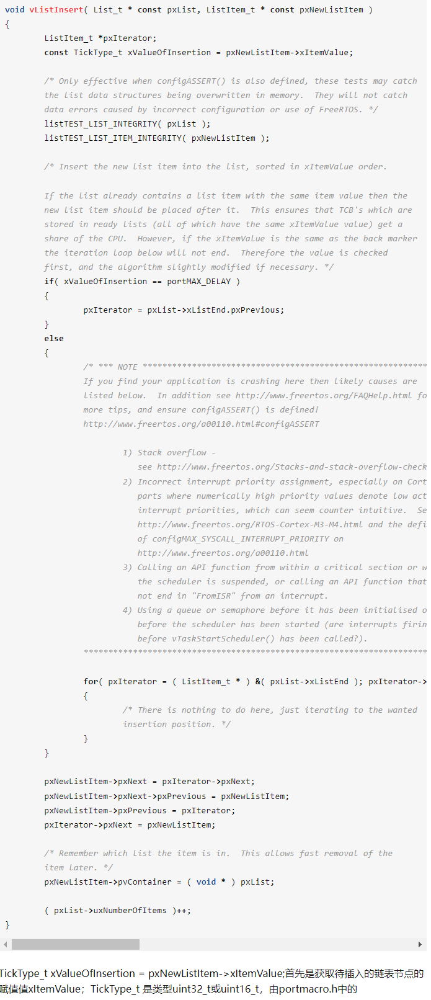 void vListInsert( List_t * const pxList, ListItem_t * const pxNewListItem )
{
ListItem_t *pxIterator;
const TickType_t xValueOfInsertion = pxNewListItem->xItemValue;
/* Only effective when configASSERT() is also defined, these tests may catch
the list data structures being overwritten in memory.  They will not catch
data errors caused by incorrect configuration or use of FreeRTOS. */
listTEST_LIST_INTEGRITY( pxList );
listTEST_LIST_ITEM_INTEGRITY( pxNewListItem );
/* Insert the new list item into the list, sorted in xItemValue order.
If the list already contains a list item with the same item value then the
new list item should be placed after it.  This ensures that TCB's which are
stored in ready lists (all of which have the same xItemValue value) get a
share of the CPU.  However, if the xItemValue is the same as the back marker
the iteration loop below will not end.  Therefore the value is checked
first, and the algorithm slightly modified if necessary. */
if( xValueOfInsertion == portMAX_DELAY )
{
pxIterator = pxList->xListEnd.pxPrevious;
}
else
{
/* *** NOTE ***********************************************************
If you find your application is crashing here then likely causes are
listed below.  In addition see http://www.freertos.org/FAQHelp.html fo
more tips, and ensure configASSERT() is defined!
http://www.freertos.org/a00110.html#configASSERT
1) Stack overflow -
see http://www.freertos.org/Stacks-and-stack-overflow-check
2) Incorrect interrupt priority assignment, especially on Cort
parts where numerically high priority values denote low act
interrupt priorities, which can seem counter intuitive.  Se
http://www.freertos.org/RTOS-Cortex-M3-M4.html and the defi
of configMAX_SYSCALL_INTERRUPT_PRIORITY on
http://www.freertos.org/a00110.html
3) Calling an API function from within a critical section or w
the scheduler is suspended, or calling an API function that
not end in "FromISR" from an interrupt.
4) Using a queue or semaphore before it has been initialised o
before the scheduler has been started (are interrupts firin
before vTaskStartScheduler() has been called?).
**********************************************************************
for( pxIterator = ( ListItem_t * ) &( pxList->xListEnd ); pxIterator->
{
/* There is nothing to do here, just iterating to the wanted
insertion position. */
}
}
pxNewListItem->pxNext = pxIterator->pxNext;
pxNewListItem->pxNext->pxPrevious = pxNewListItem;
pxNewListItem->pxPrevious = pxIterator;
pxIterator->pxNext = pxNewListItem;
/* Remember which list the item is in.  This allows fast removal of the
item later. */
pxNewListItem->pvContainer = ( void * ) pxList;
( pxList->uxNumberOfItems )++;
}
TickType_t xValueOfInsertion = pxNewListItem->xItemValue;首先是获取待插入的链表节点的
赋值值xItemValue；TickType_t 是类型uint32_t或uint16_t，由portmacro.h中的